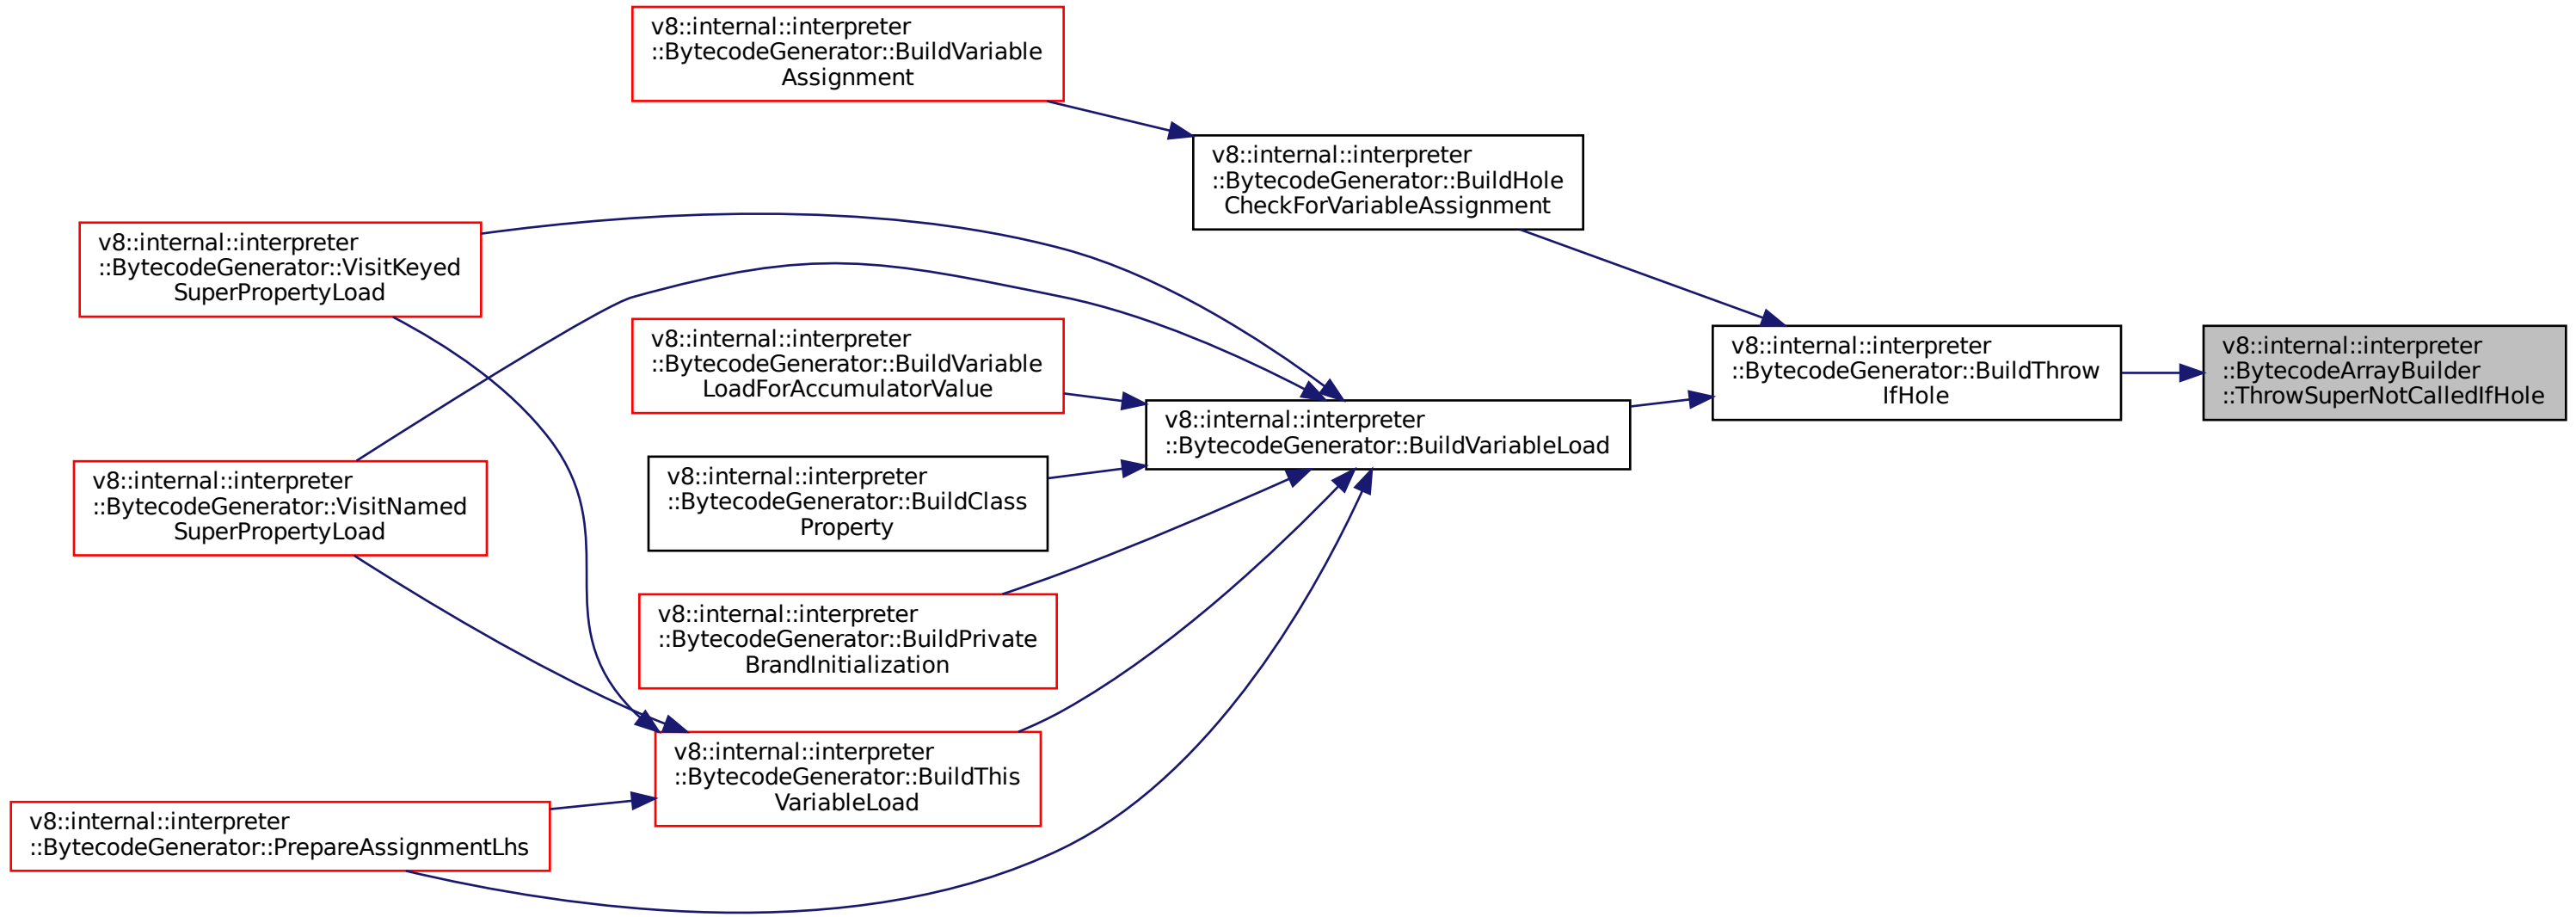 v8::internal::interpreter
::BytecodeGenerator::BuildVariable
Assignment
v8::internal::interpreter
::BytecodeGenerator::BuildHole
CheckForVariableAssignment
v8::internal::interpreter
::BytecodeGenerator::VisitKeyed
SuperPropertyLoad
v8::internal::interpreter
::BytecodeGenerator::BuildVariable
LoadForAccumulatorValue
v8::internal::interpreter
::BytecodeGenerator::BuildThrow
IfHole
v8::internal::interpreter
::BytecodeArrayBuilder
::ThrowSuperNotCalledIfHole
v8::internal::interpreter
::BytecodeGenerator::BuildVariableLoad
v8::internal::interpreter
::BytecodeGenerator::BuildClass
Property
v8::internal::interpreter
::BytecodeGenerator::VisitNamed
SuperPropertyLoad
v8::internal::interpreter
::BytecodeGenerator::BuildPrivate
BrandInitialization
v8::internal::interpreter
::BytecodeGenerator::BuildThis
VariableLoad
v8::internal::interpreter
::BytecodeGenerator::PrepareAssignmentLhs